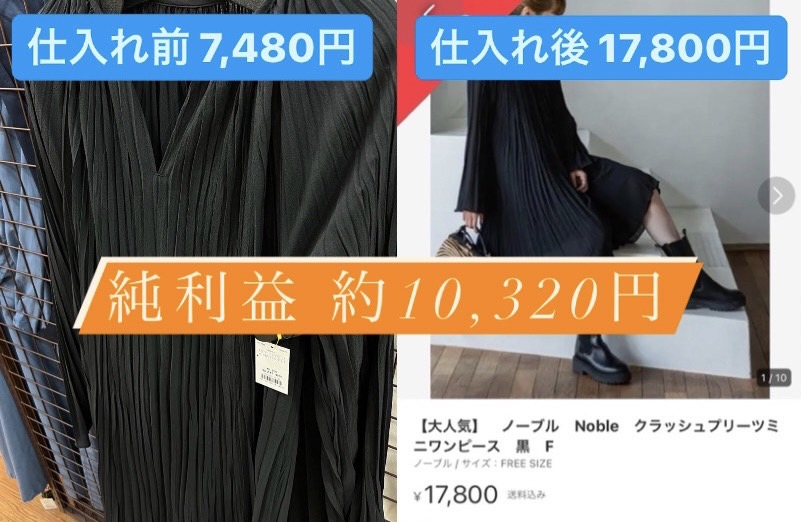 仕入れ前 7,480円
仕入れ後 17,800円
純利益 約10,320円
1 / 10
【大人気】 ノーブル Noble クラッシュプリーツミ
ニワンピース 黒 F
ノーブル / サイズ : FREE SIZE
¥17,800 送料込み